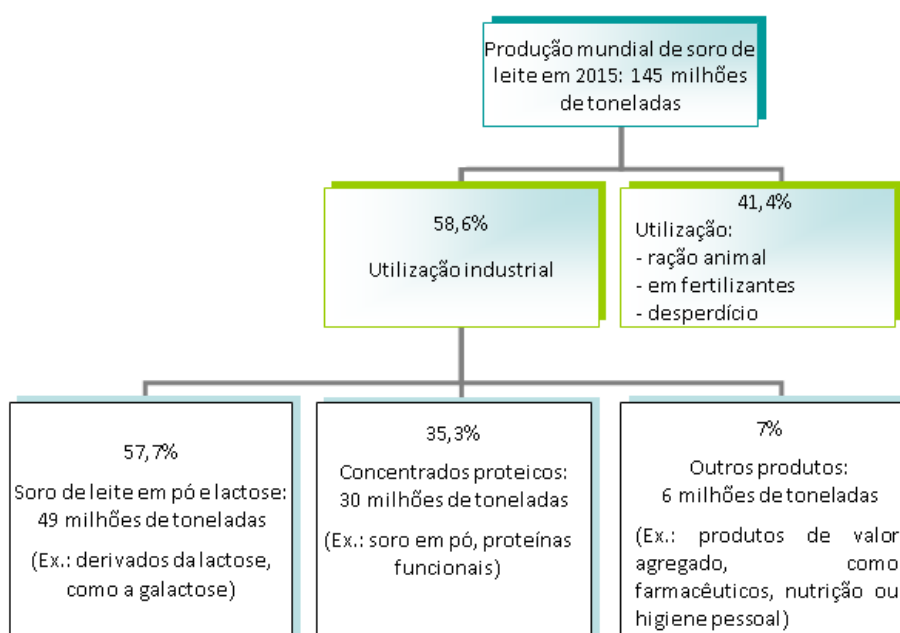 Produção mundial de soro de
leite em 2015: 145 milhões
de toneladas
58,6%
Utilização industrial
41,4%
Utilização:
- ração animal
- em fertilizantes
- desperdício
57,7%
Soro de leite em pó e lactose:
49 milhões de toneladas
(Ex.: derivados da lactose,
como a galactose)
35,3%
Concentrados proteicos:
30 milhões de toneladas
(Ex.: soro em pó, proteínas
funcionais)
7%
Outros produtos:
6 milhões de toneladas
(Ex.: produtos de valor
agregado, como
farmacêuticos, nutrição ou
higiene pessoal)